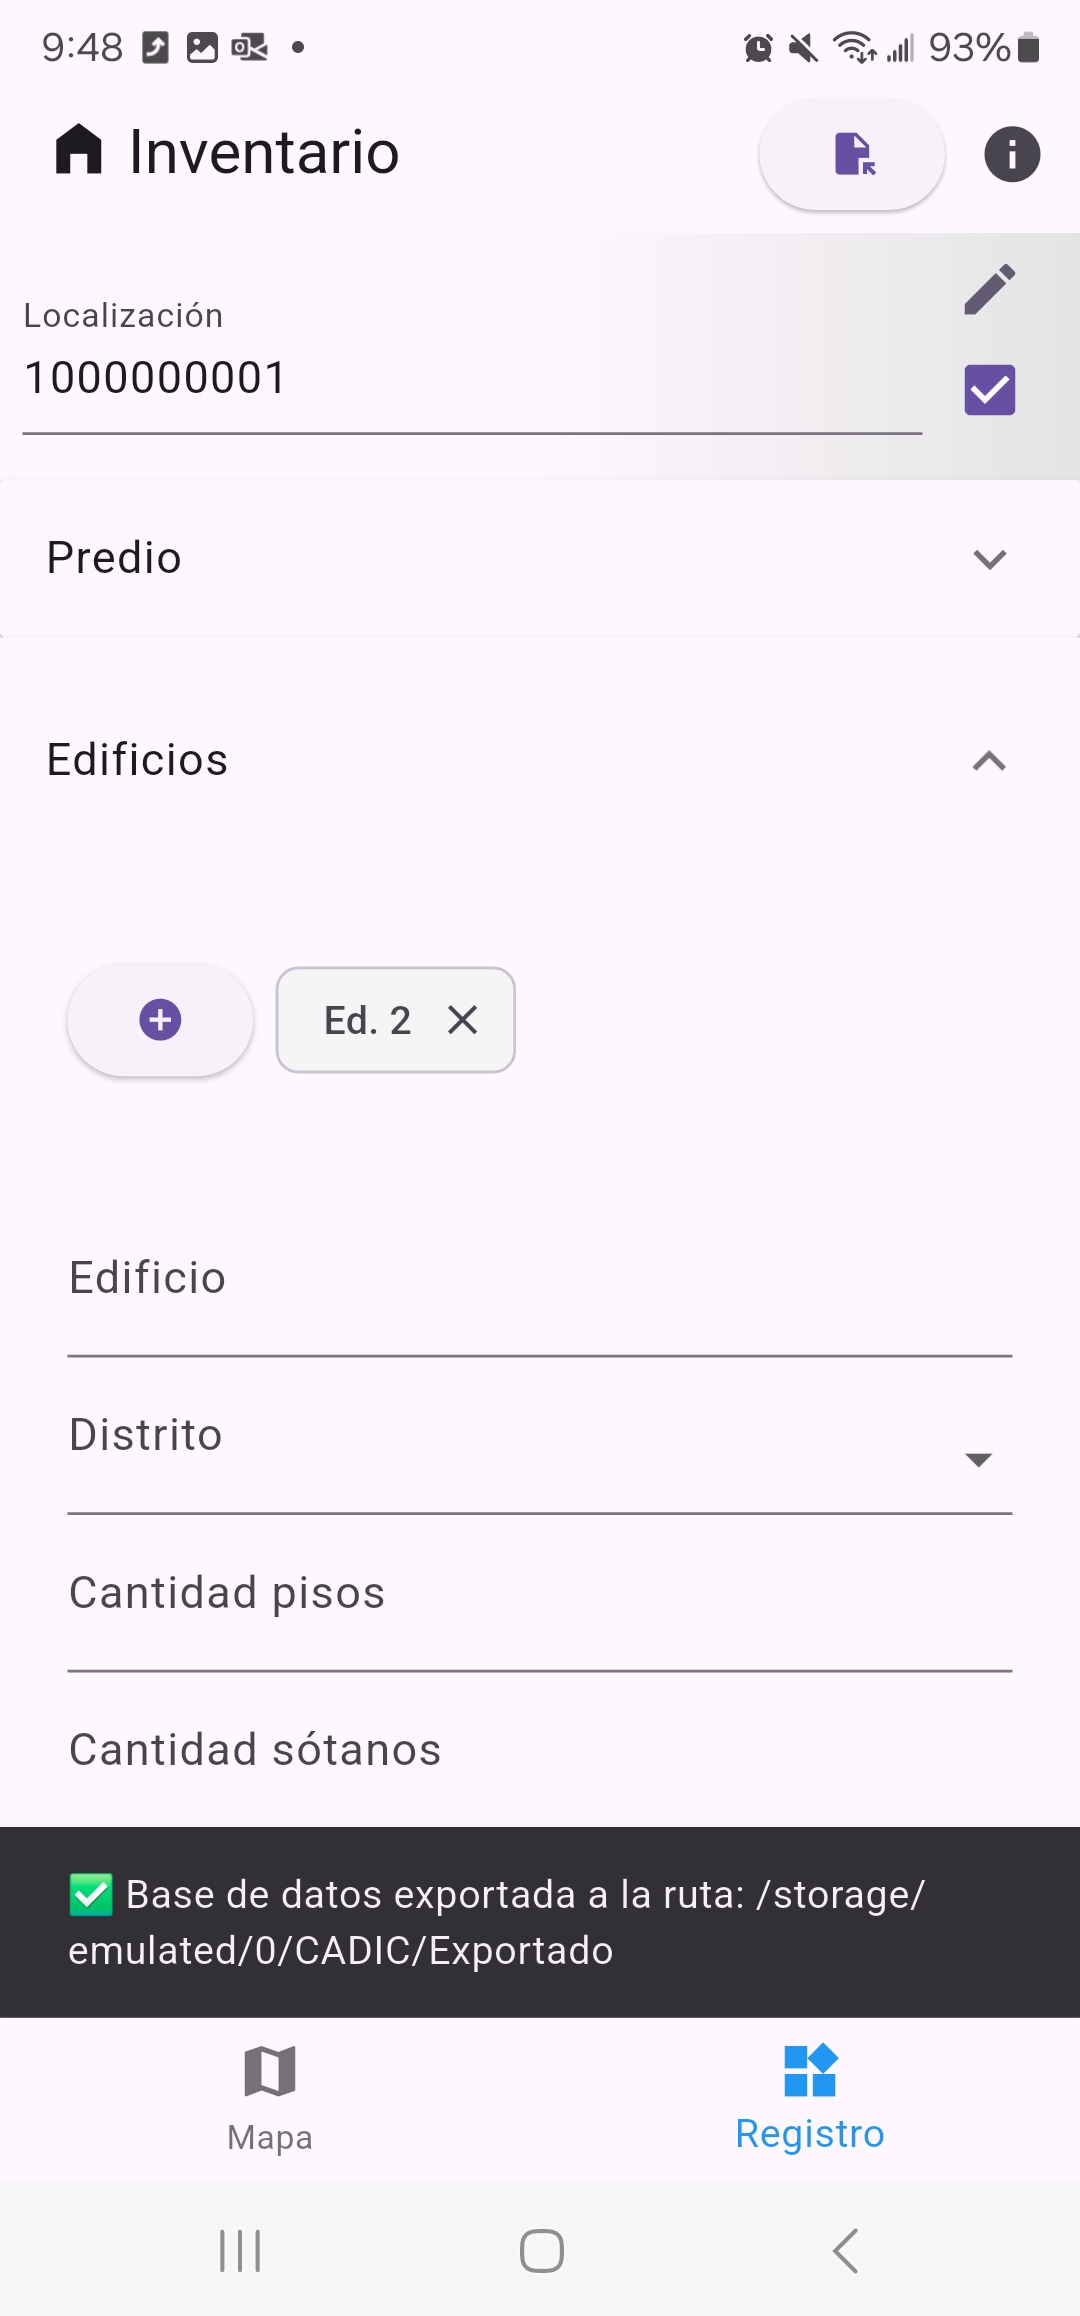 9:48
93%
Inventario
Localización
1000000001
Predio
Edificios
Ed. 2
Edificio
Distrito
Cantidad pisos
Cantidad sótanos
✅ Base de datos exportada a la ruta: /storage/
emulated/0/CADIC/Exportado
Mapa
Registro